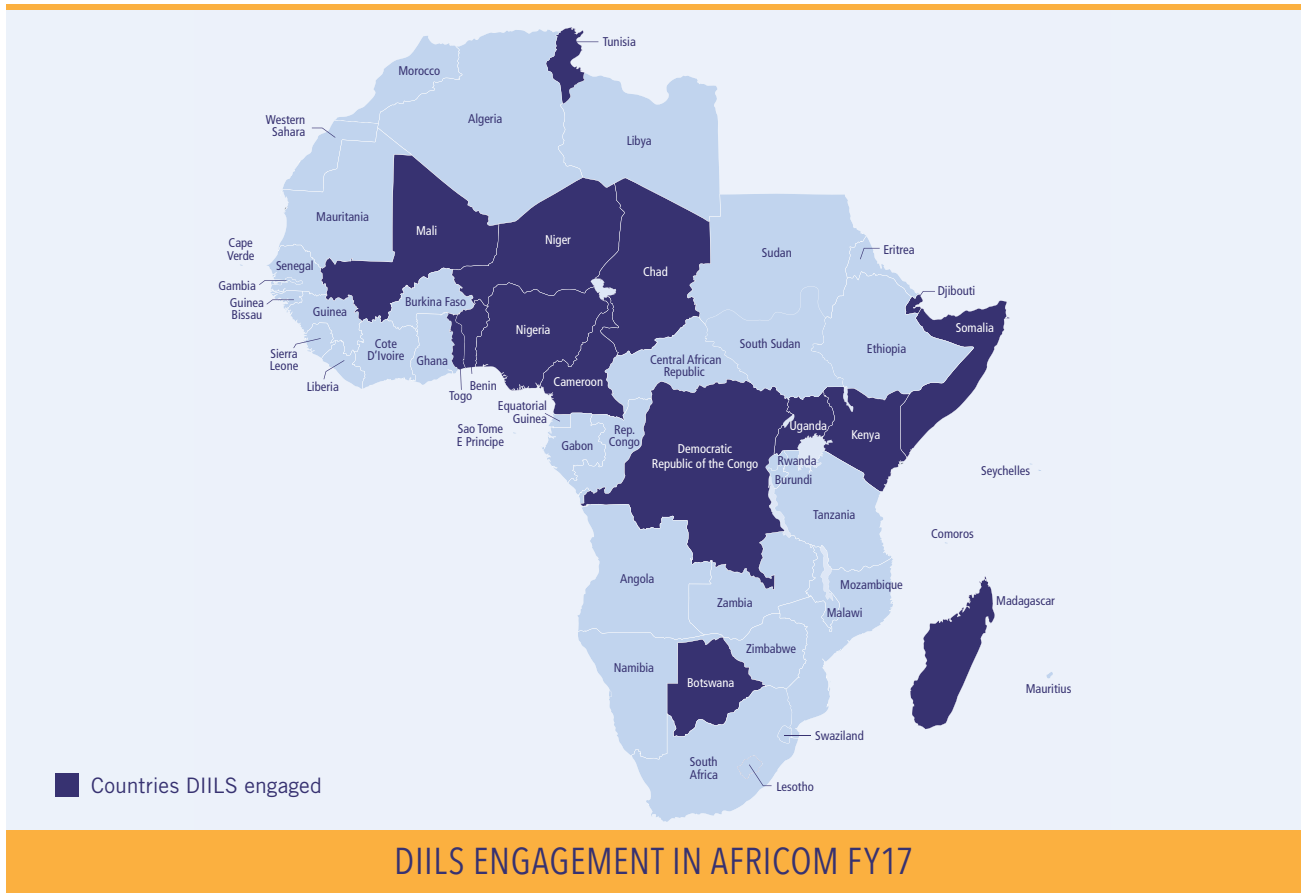 Tunisia
Morocco
Algeria
Western
Sahara
Libya
Mauritania
Mali
Niger
Cape
Verde
Sudan
Eritrea
Senegal
Chad
Gambia
Djibouti
Guinea
Bissau
Burkina Faso
Guinea
Nigeria
Somalia
Cote
D'Ivoire
South Sudan
Ethiopia
Sierra
Leone
Ghana
Central African
Republic
Liberia
Togo
Benin
Cameroon
Equatorial
Guinea
Sao Tome
E Principe
Gabon
Rep.
Congo
Uganda
Kenya
Democratic
Republic of the Congo
Rwanda
Burundi
Seychelles
Tanzania
Comoros
Angola
Mozambique
Zambia
Malawi
Madagascar
Namibia
Zimbabwe
Botswana
Mauritius
Swaziland
South
Africa
Lesotho
Countries DIILS engaged
DIILS ENGAGEMENT IN AFRICOM FY17